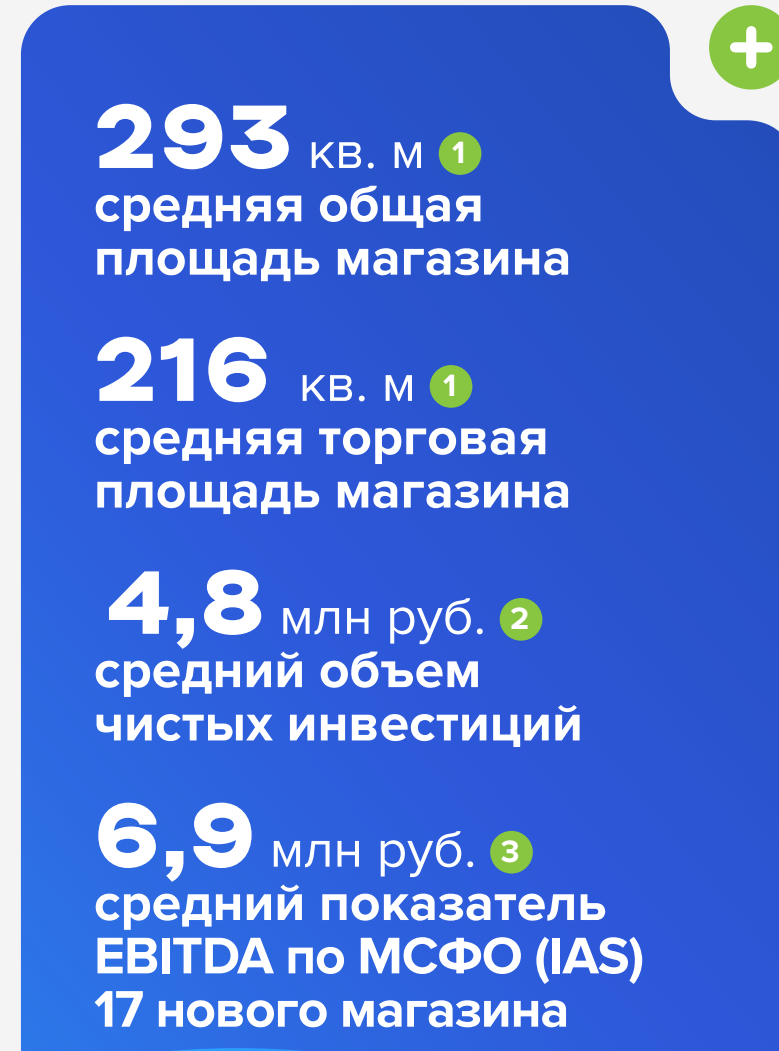 293 кв. м 1
средняя общая
площадь магазина
216 кв. м 1
средняя торговая
площадь магазина
4,8 млн руб. 2
средний объем
чистых инвестиций
6,9 млн руб. 3
средний показатель
EBITDA по МСФО (IAS)
17 нового магазина